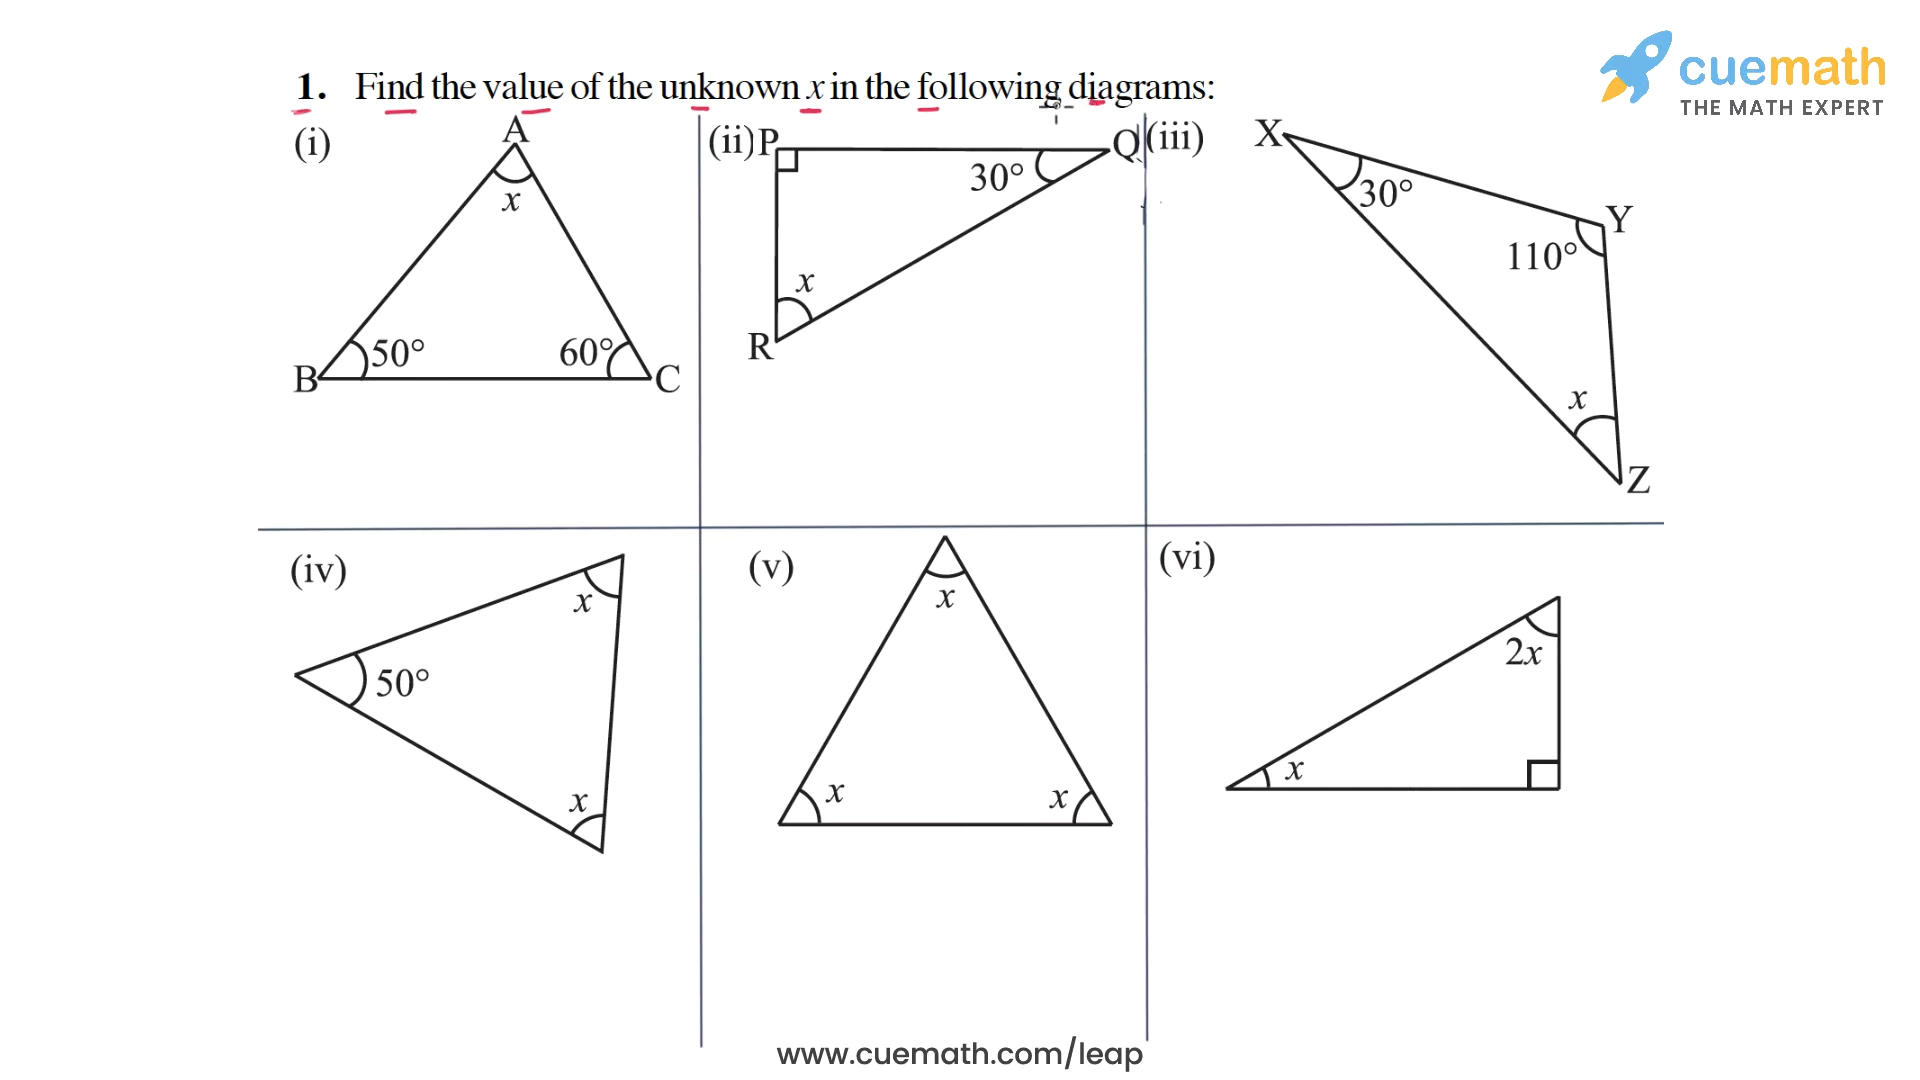 cuemath
THE MATH EXPERT
1. Find the value of the unknown x in the following diagrams:
(i)
A
x
B
50°
60°
C
(ii)
P
Q
30°
x
R
(iii)
X
30°
Y
110°
x
Z
(iv)
x
50°
x
(v)
x
x
x
(vi)
2x
x
www.cuemath.com/leap